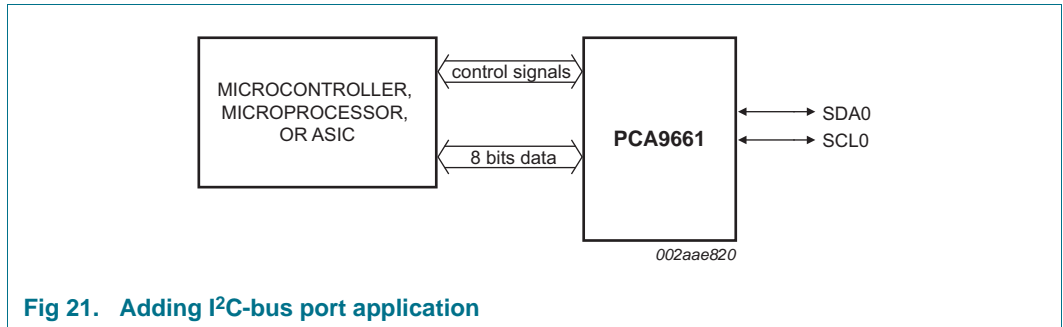 MICROCONTROLLER,
MICROPROCESSOR,
OR ASIC
control signals
8 bits data
PCA9661
SDA0
SCL0
002aae820
Fig 21. Adding I²C-bus port application